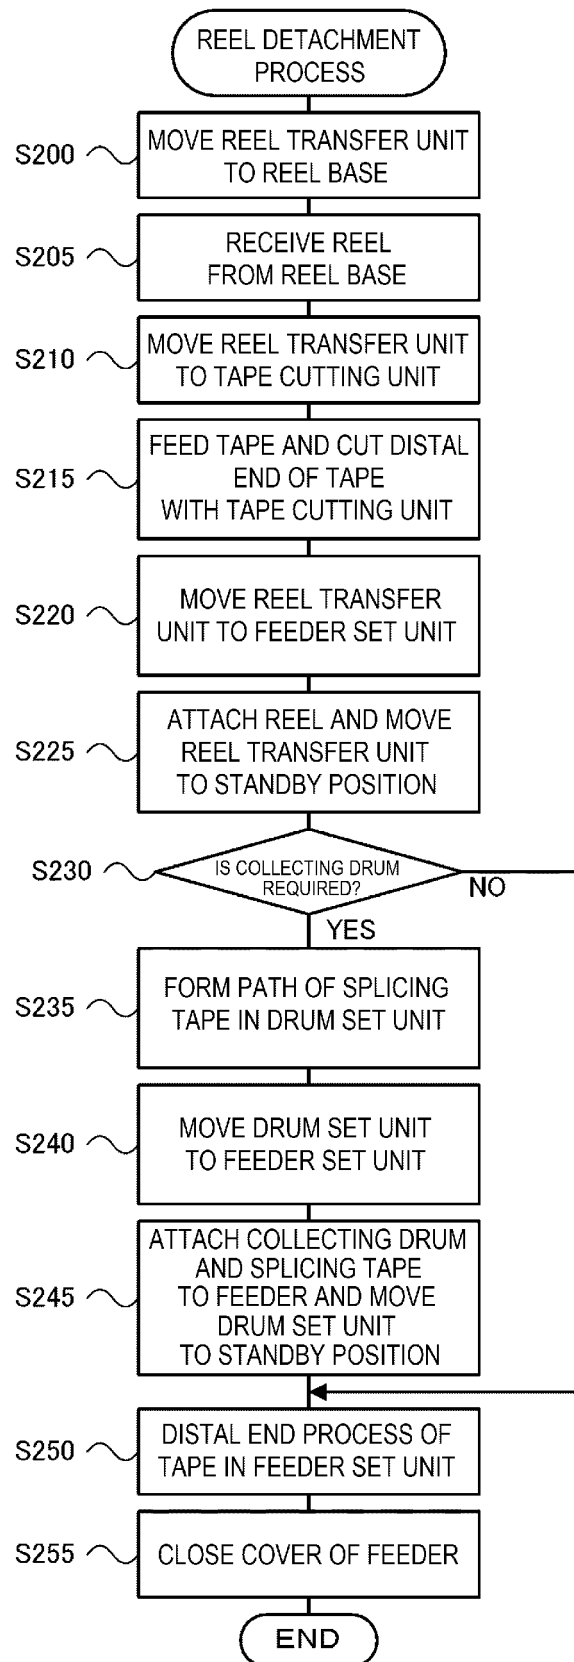 REEL DETACHMENT
PROCESS
S200
MOVE REEL TRANSFER UNIT
TO REEL BASE
S205
RECEIVE REEL
FROM REEL BASE
S210
MOVE REEL TRANSFER UNIT
TO TAPE CUTTING UNIT
S215
FEED TAPE AND CUT DISTAL
END OF TAPE
WITH TAPE CUTTING UNIT
S220
MOVE REEL TRANSFER
UNIT TO FEEDER SET UNIT
S225
ATTACH REEL AND MOVE
REEL TRANSFER UNIT
TO STANDBY POSITION
S230
IS COLLECTING DRUM
REQUIRED?
NO
YES
S235
FORM PATH OF SPLICING
TAPE IN DRUM SET UNIT
S240
MOVE DRUM SET UNIT
TO FEEDER SET UNIT
S245
ATTACH COLLECTING DRUM
AND SPLICING TAPE
TO FEEDER AND MOVE
DRUM SET UNIT
TO STANDBY POSITION
S250
DISTAL END PROCESS OF
TAPE IN FEEDER SET UNIT
S255
CLOSE COVER OF FEEDER
END